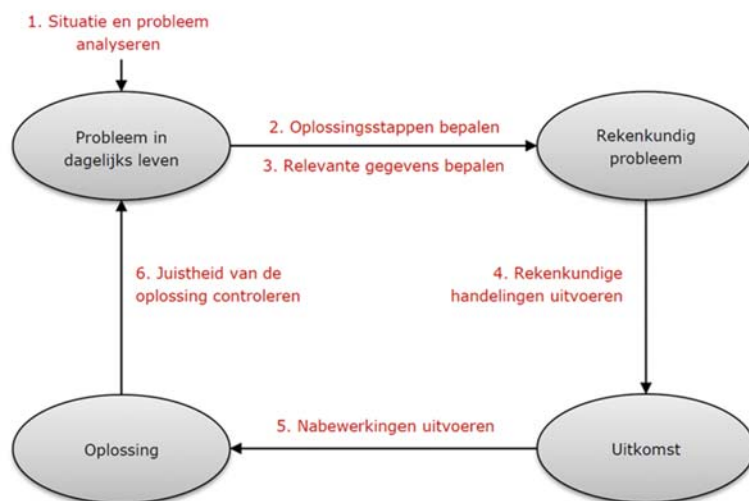 1. Situatie en probleem
analyseren
Probleem in
dagelijks leven
2. Oplossingsstappen bepalen
3. Relevante gegevens bepalen
Rekenkundig
probleem
4. Rekenkundige
handelingen uitvoeren
Uitkomst
5. Nabewerkingen uitvoeren
Oplossing
6. Juistheid van de
oplossing controleren